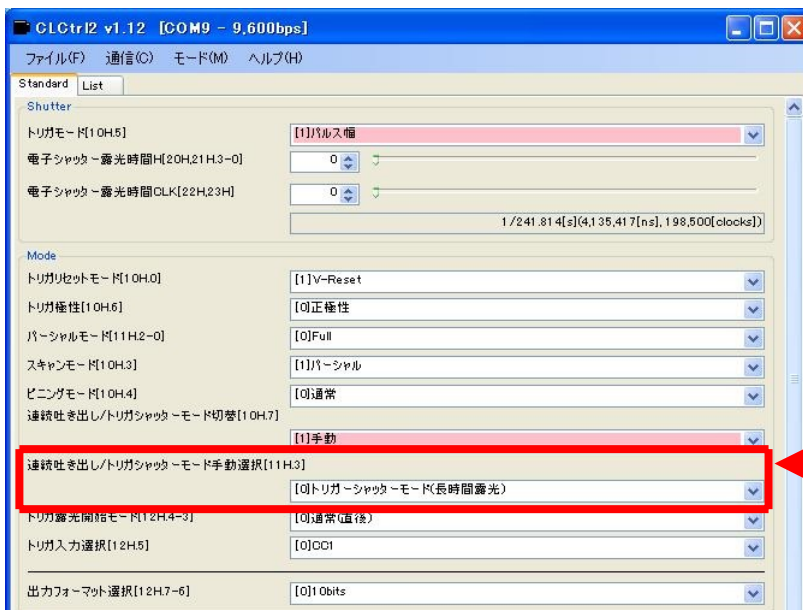 CLCtrl2 v1.12 [COM9 - 9,600bps]
ファイル(F) 通信(C) モード(M) ヘルプ(H)
Standard List
Shutter
トリガモード[10H.5] [1]パルス幅
電子シャッター露光時間H[20H,21H.3-0] 0
電子シャッター露光時間CLK[22H,23H] 0
1/241.814[s](4,135,417[ns], 198,500[clocks])
Mode
トリガリセットモード[10H.0] [1]V-Reset
トリガ極性[10H.6] [0]正極性
パーシャルモード[11H.2-0] [0]Full
スキャンモード[10H.3] [1]パーシャル
ビニングモード[10H.4] [0]通常
連続吐き出し/トリガシャッターモード切替[10H.7]
[1]手動
連続吐き出し/トリガシャッターモード手動選択[11H.3]
[0]トリガーシャッターモード(長時間露光)
トリガ露光開始モード[12H.4-3] [0]通常(直後)
トリガ入力選択[12H.5] [0]CC1
出力フォーマット選択[12H.7-6] [0]10bits